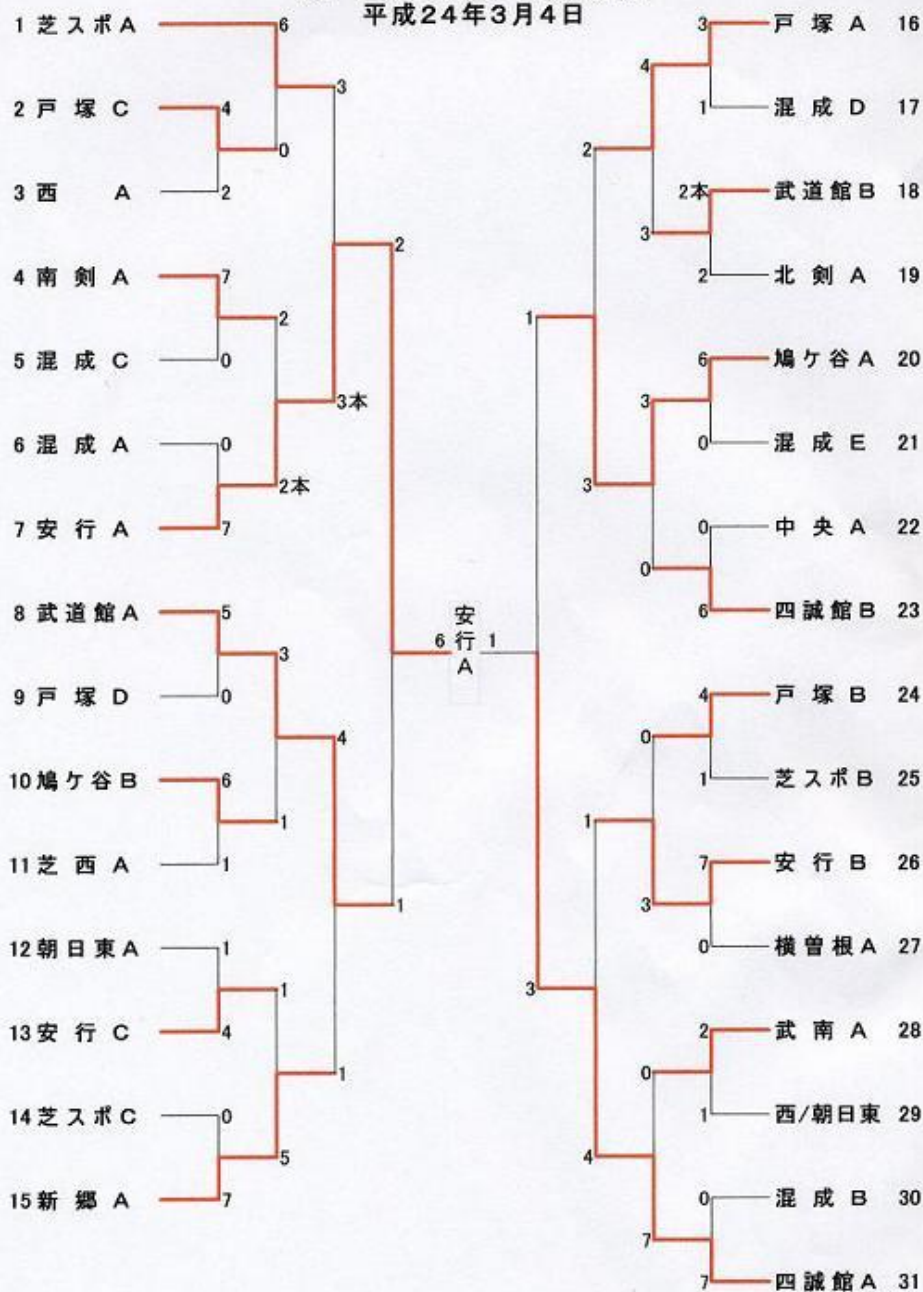 平成24年3月4日
1 芝スポA 6
3
2 戸塚C 4
0
3 西 A 2
2
4 南剣A 7
2
5 混成C 0
3本
6 混成A 0
2本
7 安行A 7
8 武道館A 5
3
9 戸塚D 0
4
10 鳩ケ谷B 6
1
11 芝西A 1
1
12 朝日東A 1
1
13 安行C 4
1
14 芝スポC 0
5
15 新郷A 7
6 安行A 1
3 戸塚A 16
4
1 混成D 17
2
2本 武道館B 18
3
2 北剣A 19
1
6 鳩ケ谷A 20
3
0 混成E 21
3
0 中央A 22
0
6 四誠館B 23
4 戸塚B 24
0
1 芝スポB 25
1
7 安行B 26
3
0 横曽根A 27
3
2 武南A 28
0
1 西/朝日東 29
4
0 混成B 30
7
7 四誠館A 31